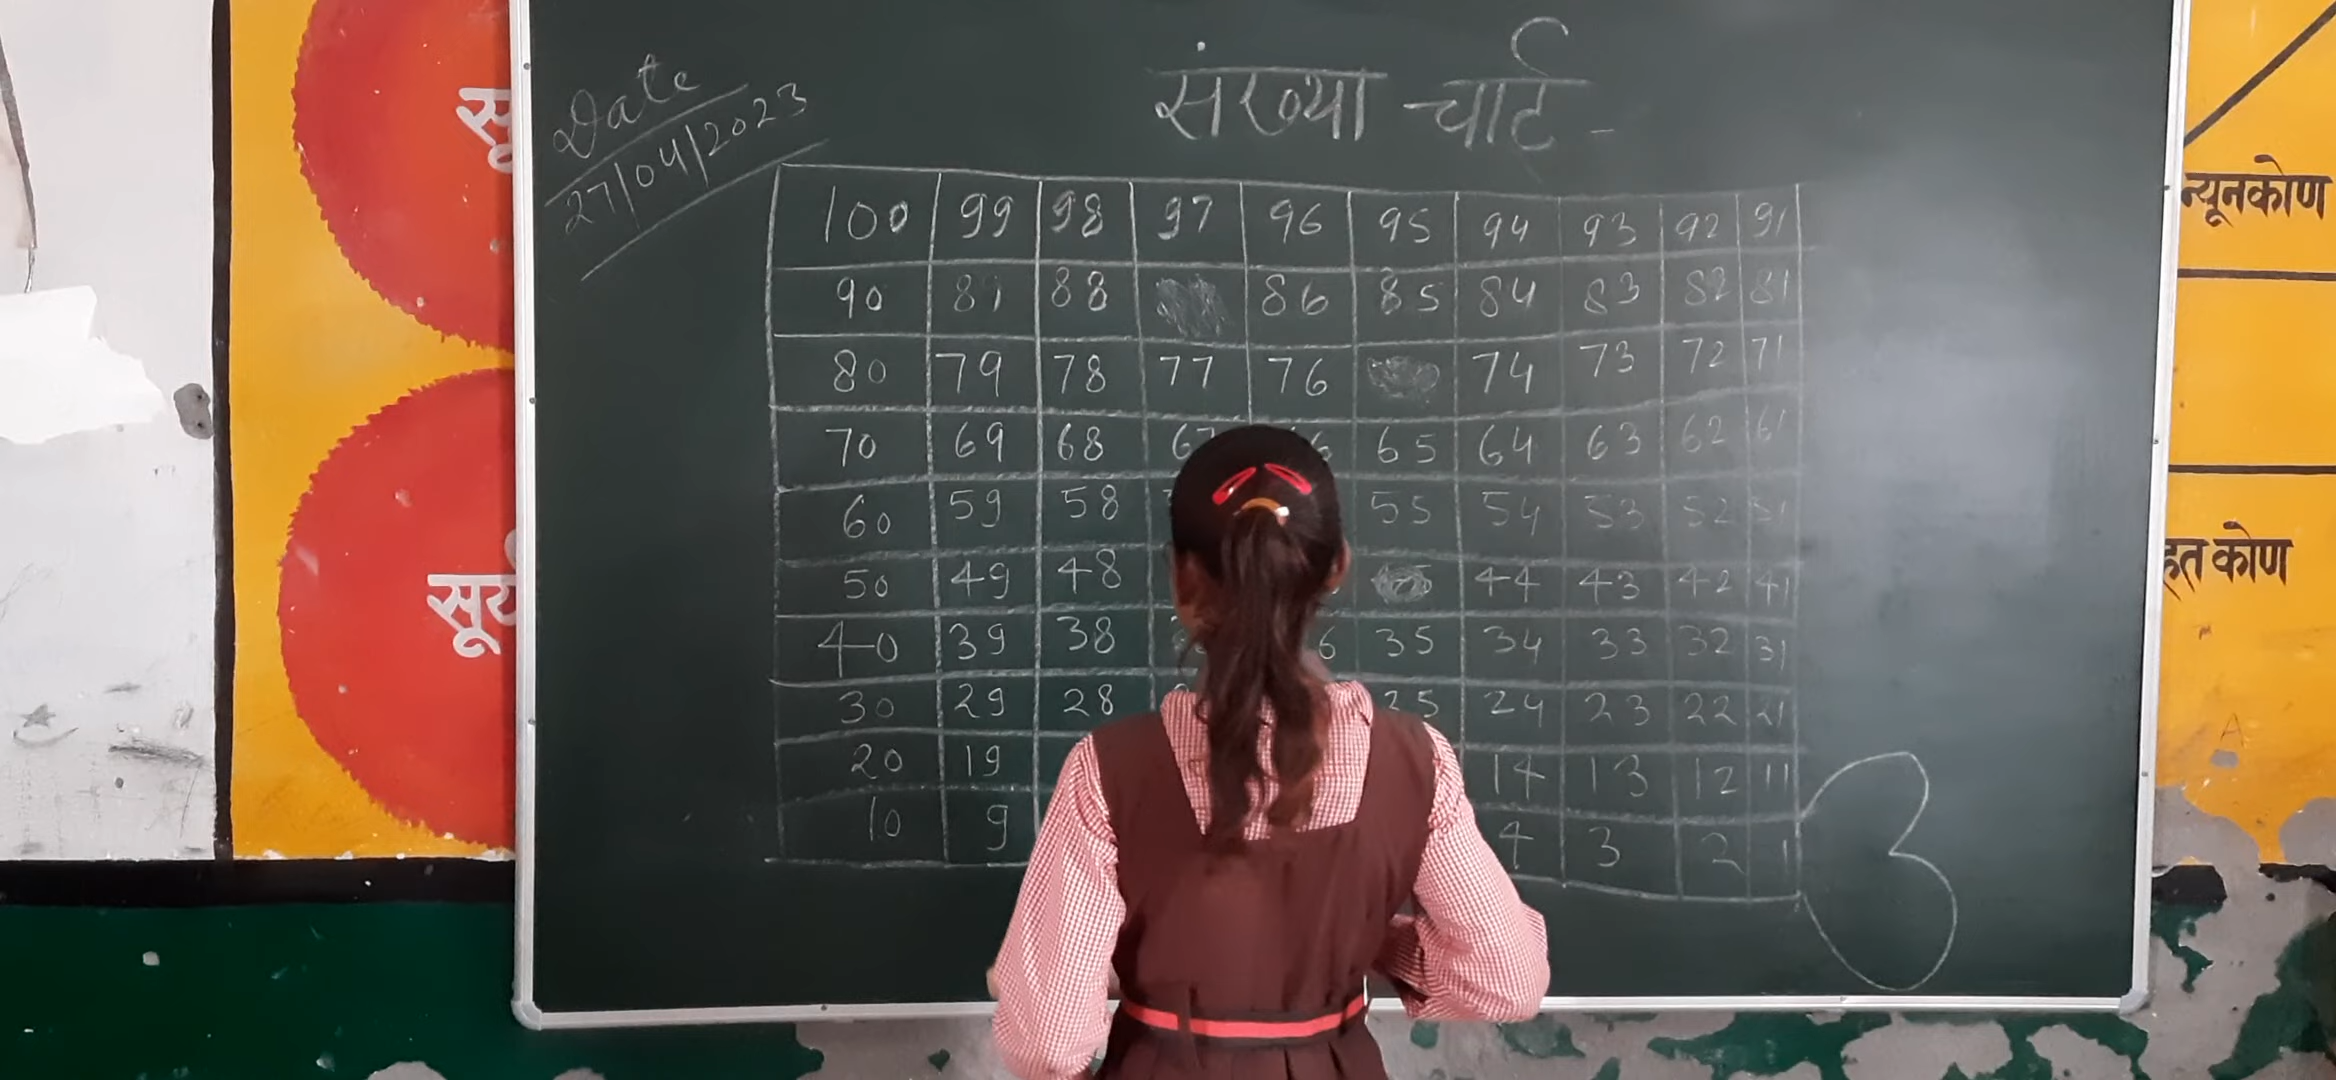 Date
27/04/2023
संख्या चार्ट -
100 99 98 97 96 95 94 93 92 91
90 89 88 86 85 84 83 82 81
80 79 78 77 76 74 73 72 71
70 69 68 67 65 64 63 62 61
60 59 58 55 54 53 52 51
50 49 48 44 43 42 41
40 39 38 35 34 33 32 31
30 29 28 25 24 23 22 21
20 19 14 13 12 11
10 9 4 3 2 1
न्यूनकोण